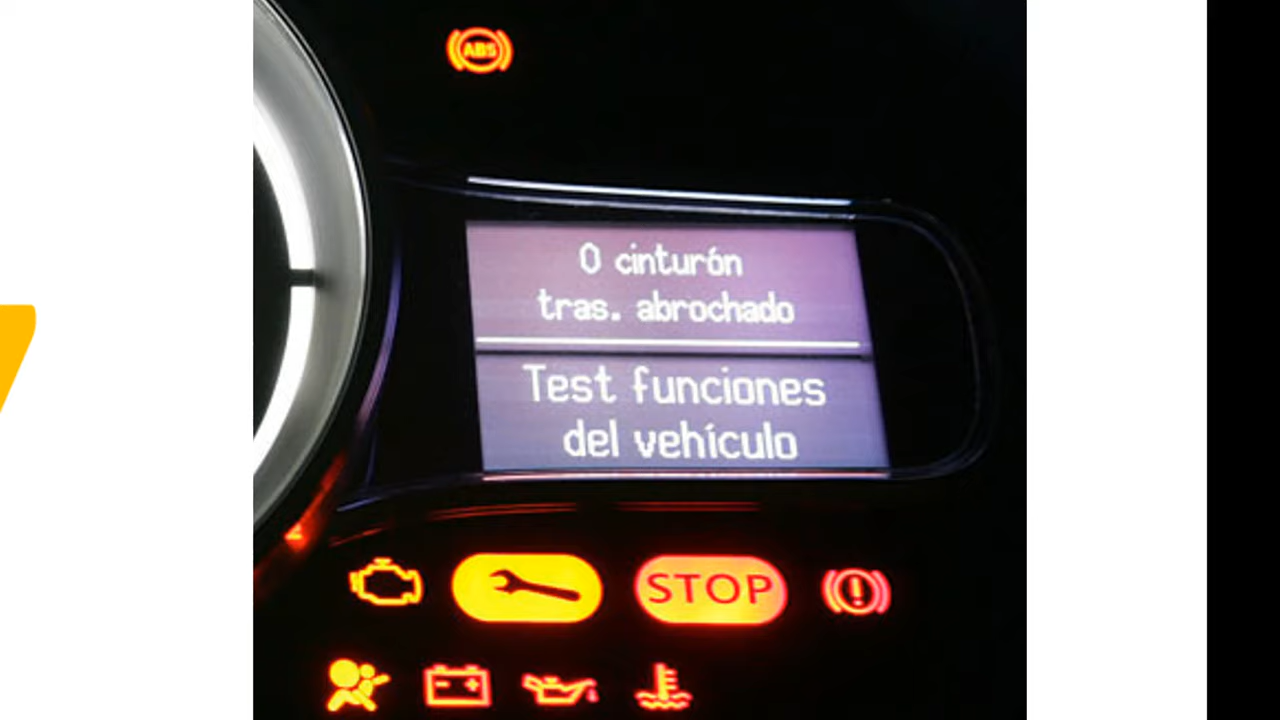 ABS
0 cinturón
tras. abrochado
Test funciones
del vehículo
STOP